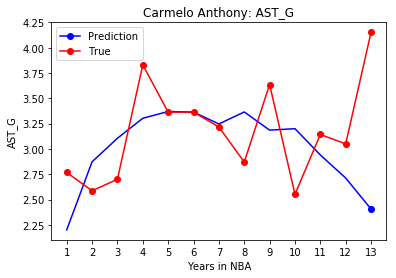 Carmelo Anthony: AST_G
Prediction
True
4.25
4.00
3.75
3.50
3.25
3.00
2.75
2.50
2.25
AST_G
1 2 3 4 5 6 7 8 9 10 11 12 13
Years in NBA